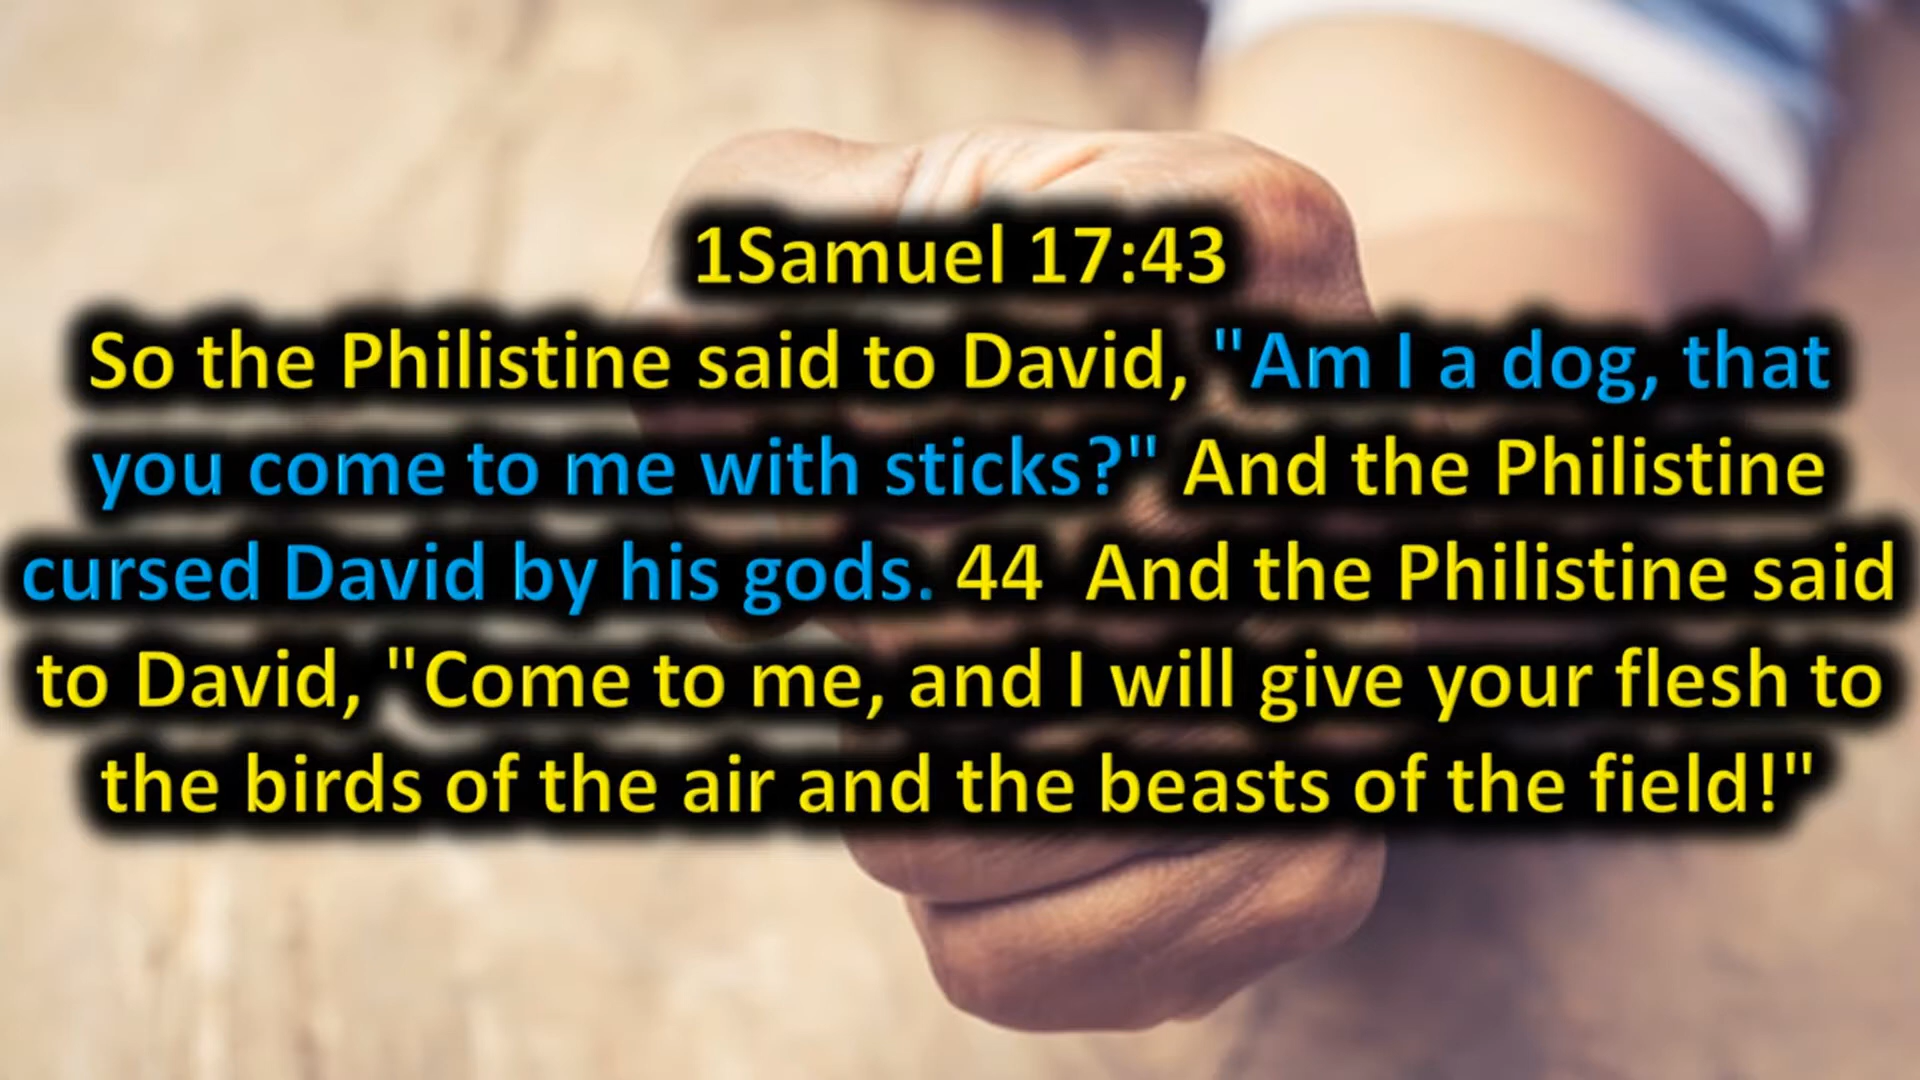 1Samuel 17:43
So the Philistine said to David, "Am I a dog, that
you come to me with sticks?" And the Philistine
cursed David by his gods. 44  And the Philistine said
to David, "Come to me, and I will give your flesh to
the birds of the air and the beasts of the field!"